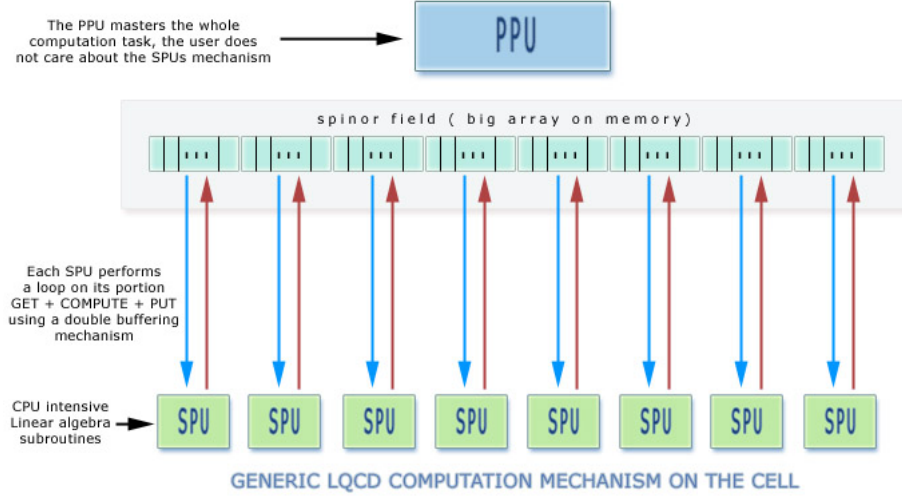 The PPU masters the whole
computation task, the user does
not care about the SPUs mechanism
PPU
spinor field ( big array on memory)
... ... ... ... ... ... ... ...
Each SPU performs
a loop on its portion
GET + COMPUTE + PUT
using a double buffering
mechanism
CPU intensive
Linear algebra
subroutines
SPU SPU SPU SPU SPU SPU SPU SPU
GENERIC LQCD COMPUTATION MECHANISM ON THE CELL